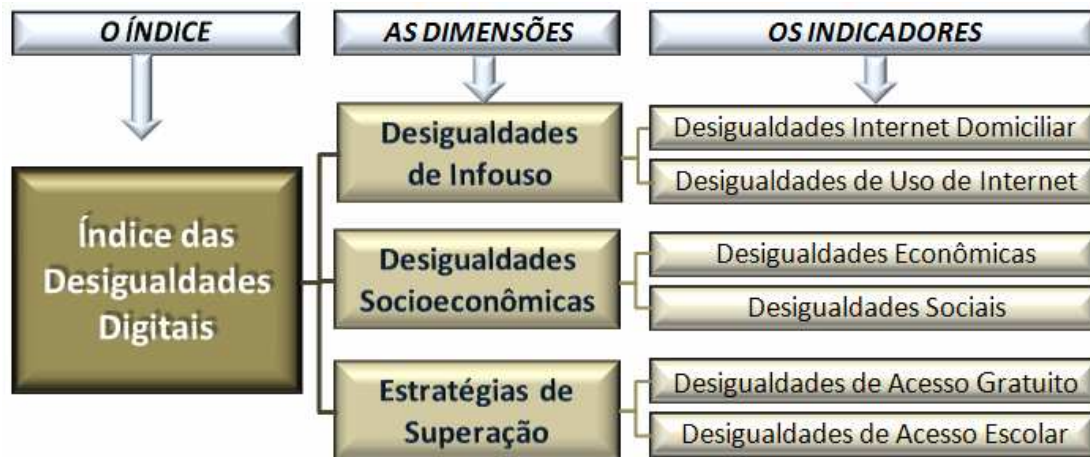 O ÍNDICE
AS DIMENSÕES
OS INDICADORES
Índice das
Desigualdades
Digitais
Desigualdades
de Infouso
Desigualdades Internet Domiciliar
Desigualdades de Uso de Internet
Desigualdades
Socioeconômicas
Desigualdades Econômicas
Desigualdades Sociais
Estratégias de
Superação
Desigualdades de Acesso Gratuito
Desigualdades de Acesso Escolar